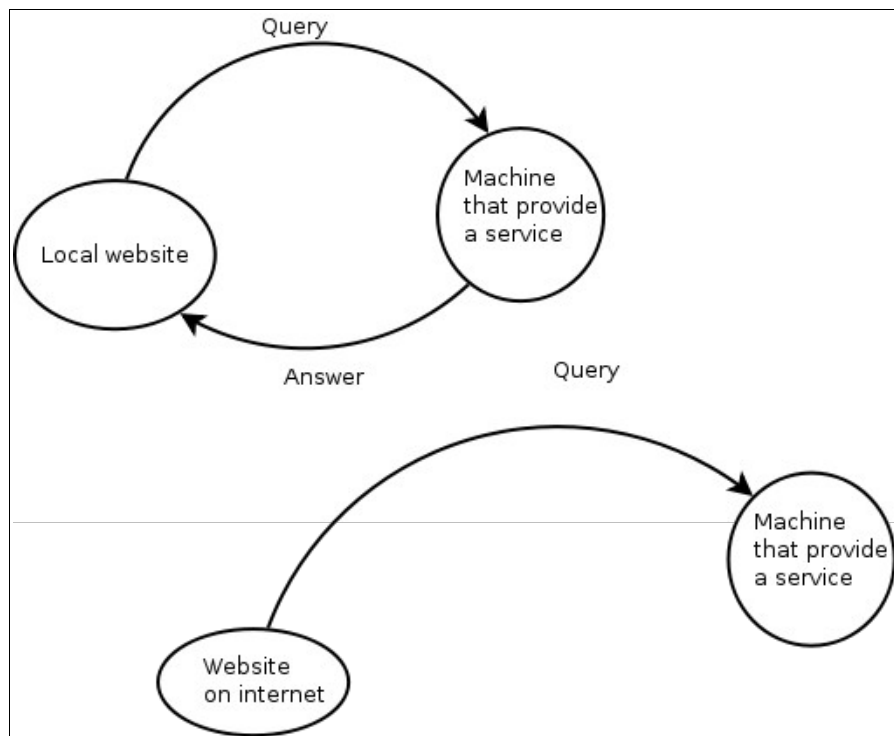 Query
Machine
that provide
a service
Local website
Answer
Query
Machine
that provide
a service
Website
on internet